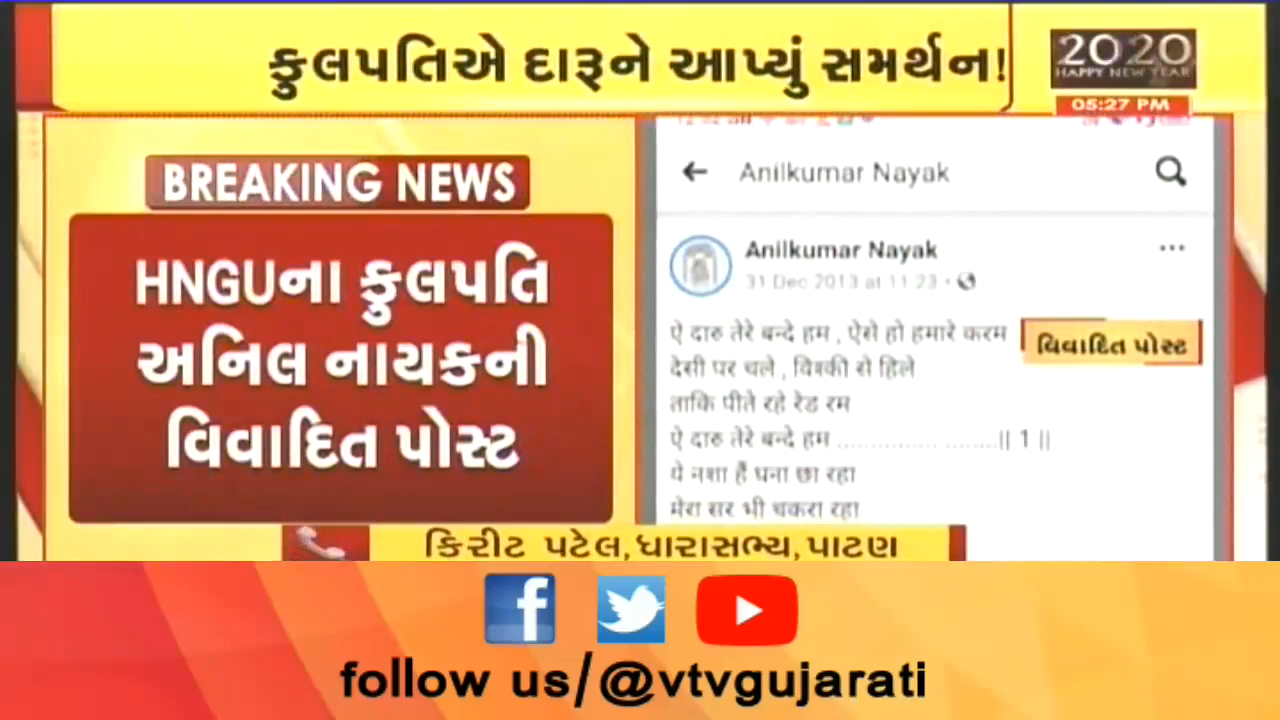 કુલપતિએ દારૂને આપ્યું સમર્થન!
2020
HAPPY NEW YEAR
05:27 PM
BREAKING NEWS
HNGUના કુલપતિ
અનિલ નાયકની
વિવાદિત પોસ્ટ
Anilkumar Nayak
Anilkumar Nayak
31 Dec 2013 at 11:23
ऐ दारु तेरे बन्दे हम , ऐसे हो हमारे करम
વિવાદિત પોસ્ટ
देसी पर चले , विश्की से हिले
ताकि पीते रहे रेड रम
ऐ दारु तेरे बन्दे हम .............. ........|| 1 ||
ये नशा हैं घना छा रहा
मेरा सर भी चकरा रहा
કિરીટ પટેલ,ધારાસભ્ય,પાટણ
follow us/@vtvgujarati